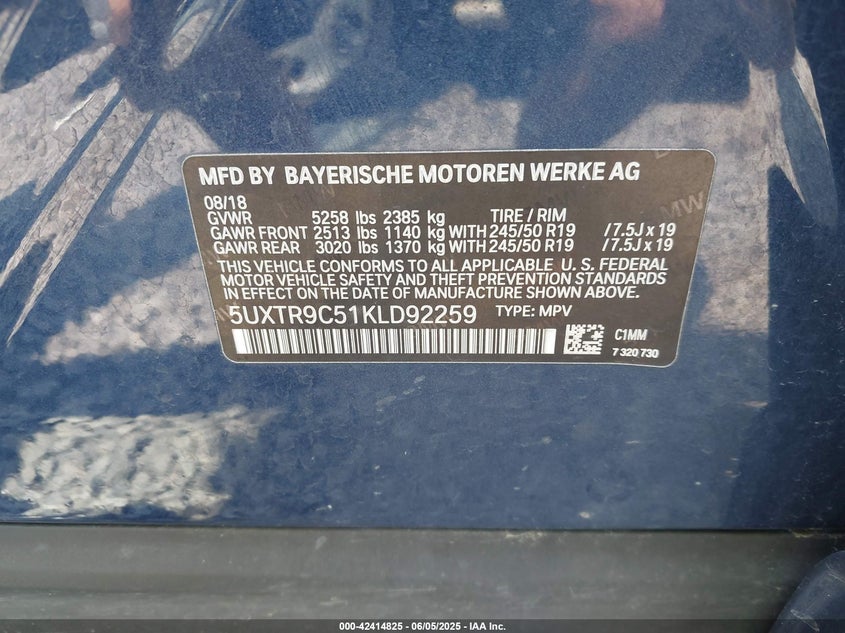 MFD BY BAYERISCHE MOTOREN WERKE AG
08/18
GVWR 5258 lbs 2385 kg TIRE / RIM
GAWR FRONT 2513 lbs 1140 kg WITH 245/50 R19 / 7.5J x 19
GAWR REAR 3020 lbs 1370 kg WITH 245/50 R19 / 7.5J x 19
THIS VEHICLE CONFORMS TO ALL APPLICABLE U. S. FEDERAL
MOTOR VEHICLE SAFETY AND THEFT PREVENTION STANDARDS
IN EFFECT ON THE DATE OF MANUFACTURE SHOWN ABOVE.
5UXTR9C51KLD92259 TYPE: MPV
C1MM
7 320 730
000-42414825 - 06/05/2025 - IAA Inc.